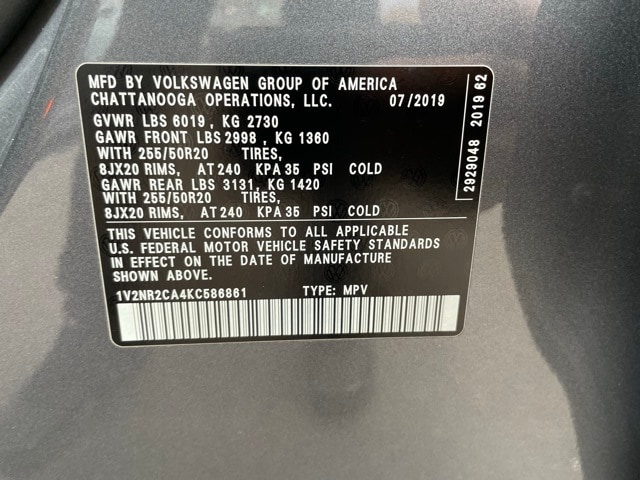 MFD BY VOLKSWAGEN GROUP OF AMERICA
CHATTANOOGA OPERATIONS, LLC. 07/2019
GVWR LBS 6019 , KG 2730
GAWR FRONT LBS 2998 , KG 1360
WITH 255/50R20 TIRES,
8JX20 RIMS, AT 240 KPA 35 PSI COLD
GAWR REAR LBS 3131, KG 1420
WITH 255/50R20 TIRES,
8JX20 RIMS, AT 240 KPA 35 PSI COLD
THIS VEHICLE CONFORMS TO ALL APPLICABLE
U.S. FEDERAL MOTOR VEHICLE SAFETY STANDARDS
IN EFFECT ON THE DATE OF MANUFACTURE
SHOWN ABOVE.
1V2NR2CA4KC586861 TYPE: MPV
2929048 2019 62